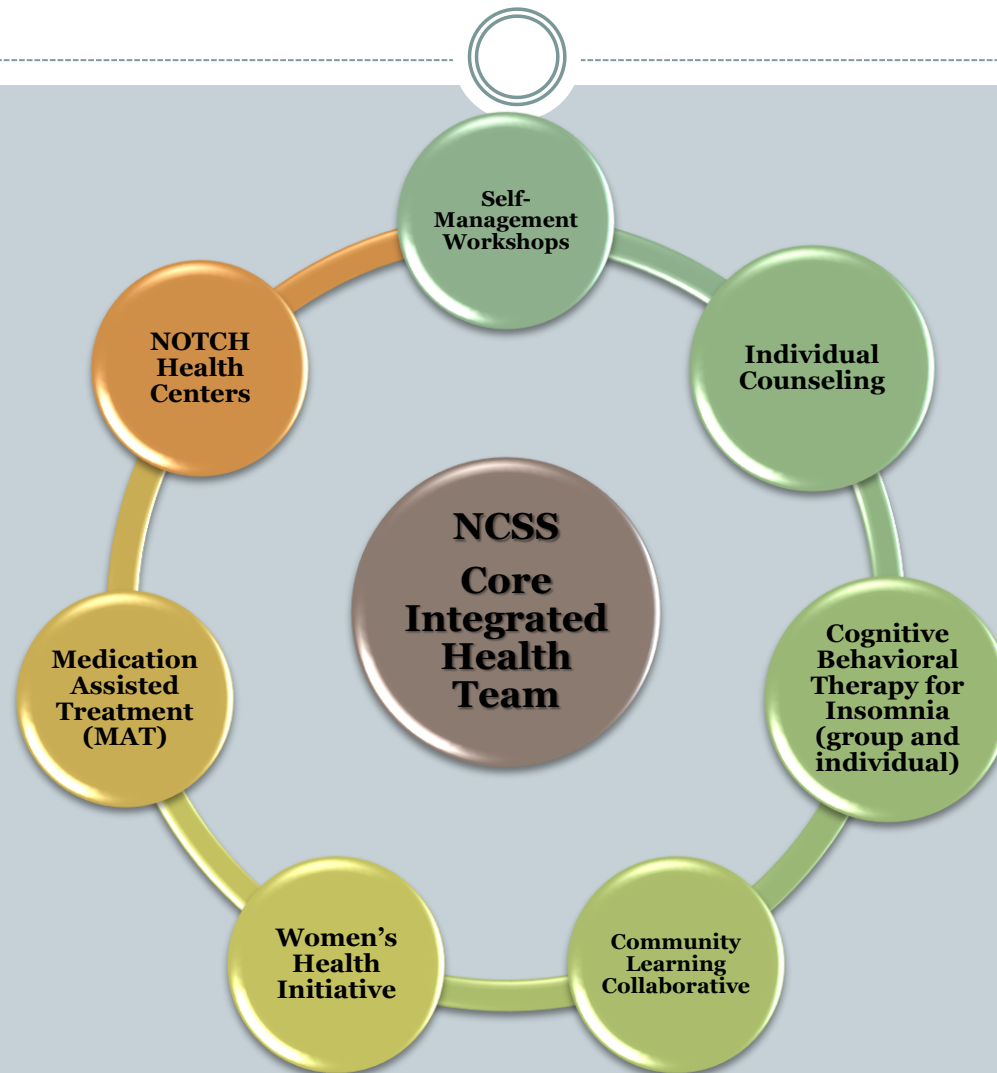 Self-
Management
Workshops
Individual
Counseling
Cognitive
Behavioral
Therapy for
Insomnia
(group and
individual)
Community
Learning
Collaborative
Women’s
Health
Initiative
Medication
Assisted
Treatment
(MAT)
NOTCH
Health
Centers
NCSS
Core
Integrated
Health
Team